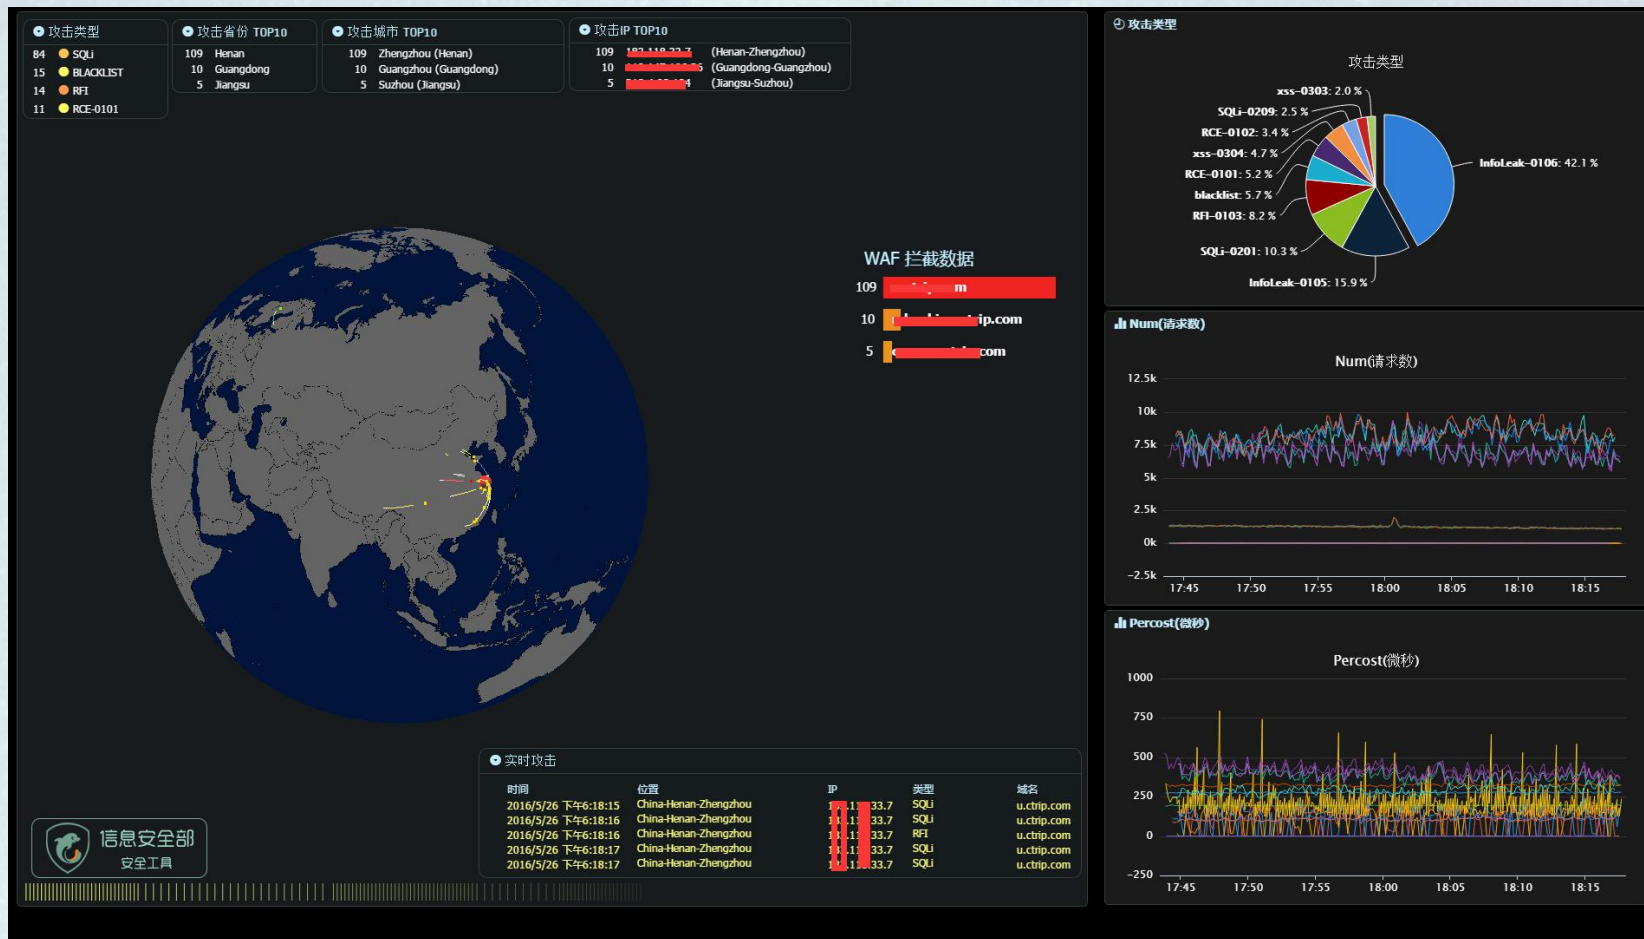 攻击类型
84 SQLi
15 BLACKLIST
14 RFI
11 RCE-0101
攻击省份 TOP10
109 Henan
10 Guangdong
5 Jiangsu
攻击城市 TOP10
109 Zhengzhou (Henan)
10 Guangzhou (Guangdong)
5 Suzhou (Jiangsu)
攻击IP TOP10
109 (Henan-Zhengzhou)
10 (Guangdong-Guangzhou)
5 (Jiangsu-Suzhou)
WAF 拦截数据
109 m
10 ip.com
5 com
实时攻击
时间 位置 IP 类型 域名
2016/5/26 下午6:18:15 China-Henan-Zhengzhou 33.7 SQLi u.ctrip.com
2016/5/26 下午6:18:16 China-Henan-Zhengzhou 33.7 SQLi u.ctrip.com
2016/5/26 下午6:18:16 China-Henan-Zhengzhou 33.7 RFI u.ctrip.com
2016/5/26 下午6:18:17 China-Henan-Zhengzhou 33.7 SQLi u.ctrip.com
2016/5/26 下午6:18:17 China-Henan-Zhengzhou 33.7 SQLi u.ctrip.com
信息安全部
安全工具
攻击类型
攻击类型
xss-0303: 2.0 %
SQLi-0209: 2.5 %
RCE-0102: 3.4 %
xss-0304: 4.7 %
RCE-0101: 5.2 %
blacklist: 5.7 %
RFI-0103: 8.2 %
SQLi-0201: 10.3 %
InfoLeak-0105: 15.9 %
InfoLeak-0106: 42.1 %
Num(请求数)
Num(请求数)
12.5k
10k
7.5k
5k
2.5k
0k
-2.5k
17:45 17:50 17:55 18:00 18:05 18:10 18:15
Percost(微秒)
Percost(微秒)
1000
750
500
250
0
-250
17:45 17:50 17:55 18:00 18:05 18:10 18:15